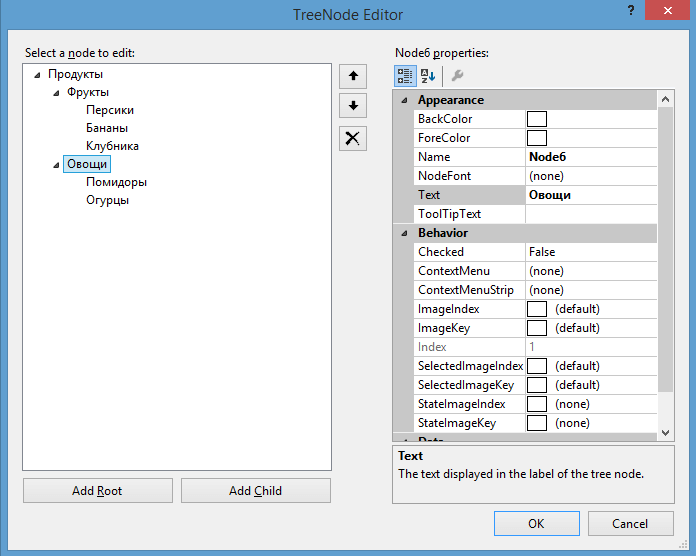 TreeNode Editor
?
Select a node to edit:
Продукты
Фрукты
Персики
Бананы
Клубника
Овощи
Помидоры
Огурцы
Add Root
Add Child
Node6 properties:
Appearance
BackColor
ForeColor
Name Node6
NodeFont (none)
Text Овощи
ToolTipText
Behavior
Checked False
ContextMenu (none)
ContextMenuStrip (none)
ImageIndex (default)
ImageKey (default)
Index 1
SelectedImageIndex (default)
SelectedImageKey (default)
StateImageIndex (none)
StateImageKey (none)
Data
Text
The text displayed in the label of the tree node.
OK
Cancel